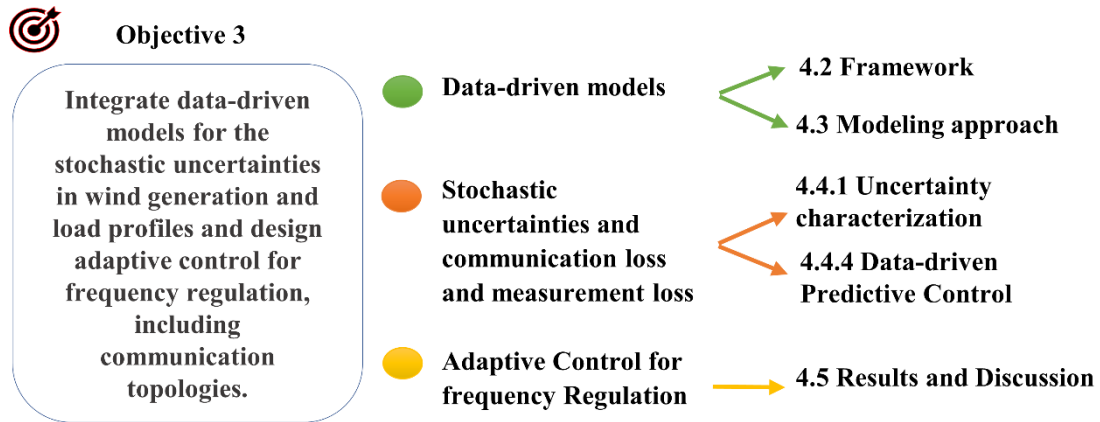 Objective 3
Integrate data-driven
models for the
stochastic uncertainties
in wind generation and
load profiles and design
adaptive control for
frequency regulation,
including
communication
topologies.
Data-driven models
4.2 Framework
4.3 Modeling approach
Stochastic
uncertainties and
communication loss
and measurement loss
4.4.1 Uncertainty
characterization
4.4.4 Data-driven
Predictive Control
Adaptive Control for
frequency Regulation
4.5 Results and Discussion